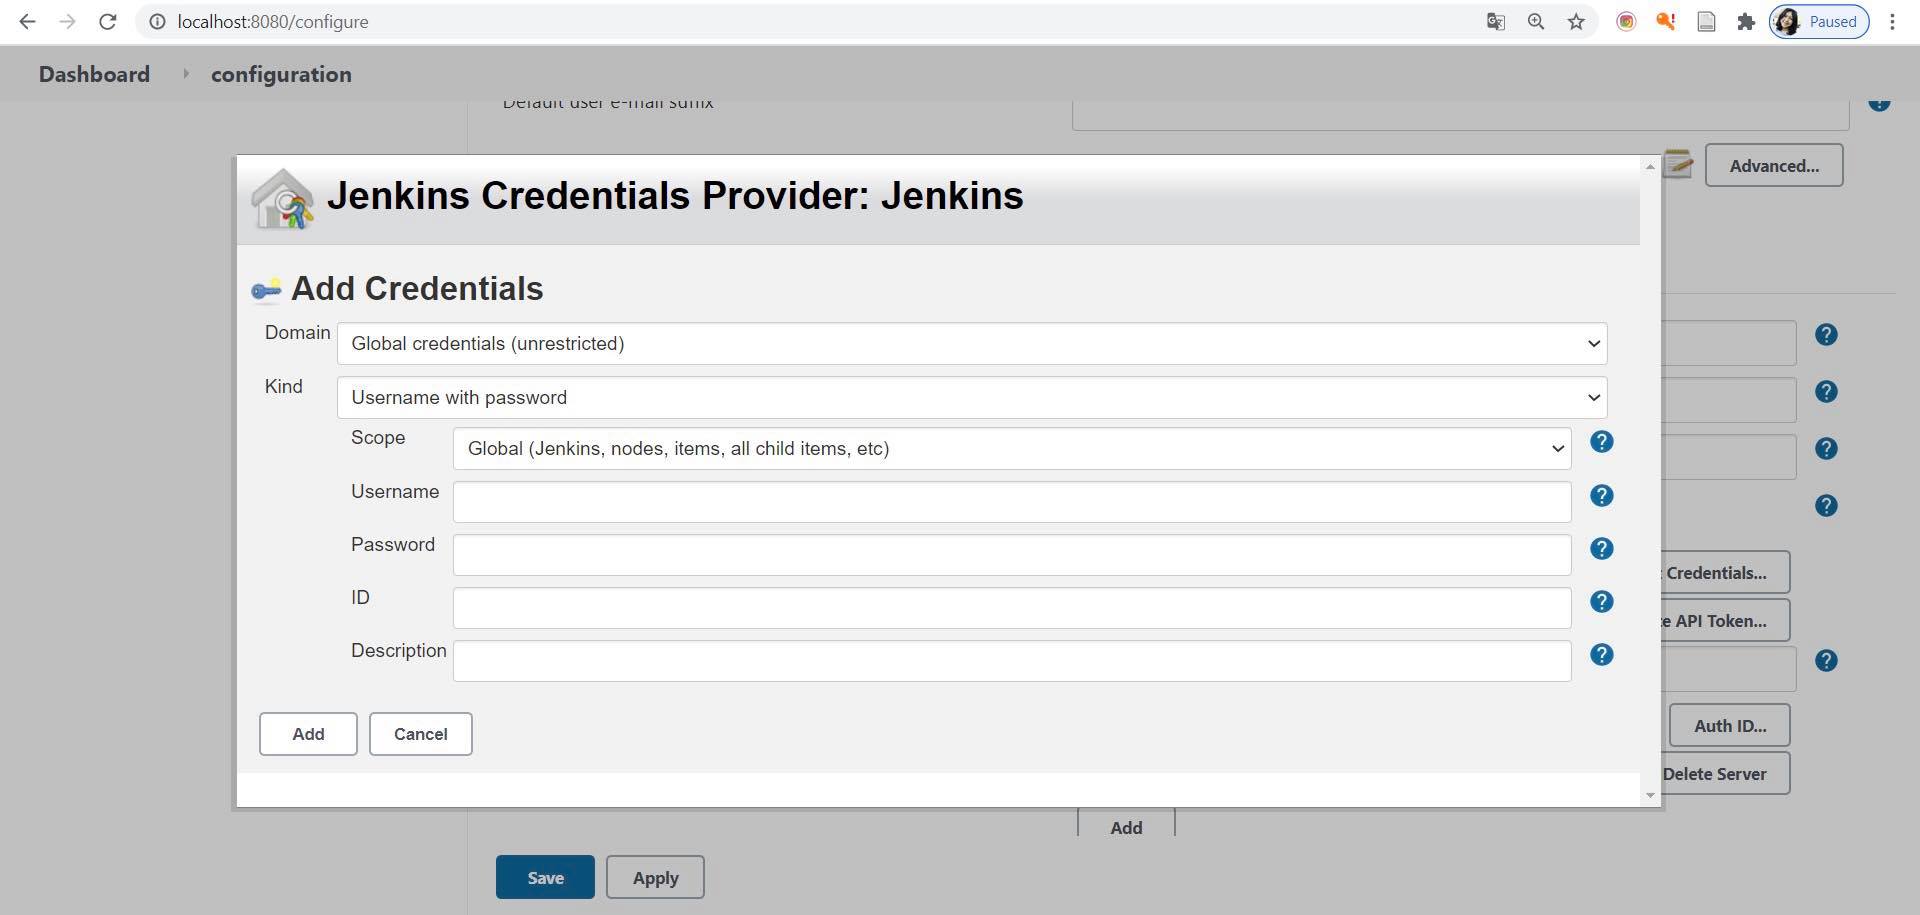 localhost:8080/configure
Paused
Dashboard
configuration
Default user e-mail suffix
Advanced...
Jenkins Credentials Provider: Jenkins
Add Credentials
Domain
Global credentials (unrestricted)
Kind
Username with password
Scope
Global (Jenkins, nodes, items, all child items, etc)
Username
Password
ID
Description
Credentials...
API Token...
Auth ID...
Delete Server
Add
Cancel
Add
Save
Apply